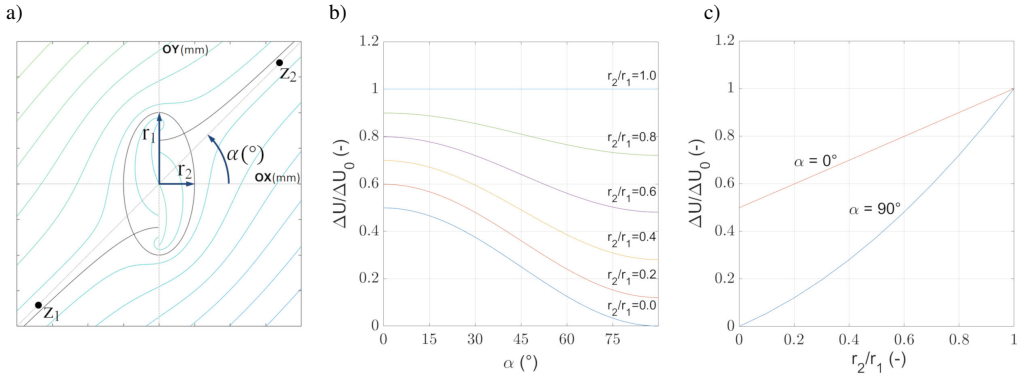 a)
OY(mm)
z2
r1
α(°)
r2
OX(mm)
z1
b)
ΔU/ΔU0 (-)
1.2
1
0.8
0.6
0.4
0.2
0
r2/r1=1.0
r2/r1=0.8
r2/r1=0.6
r2/r1=0.4
r2/r1=0.2
r2/r1=0.0
0 15 30 45 60 75
α (°)
c)
ΔU/ΔU0 (-)
1.2
1
0.8
0.6
0.4
0.2
0
α = 0°
α = 90°
0 0.2 0.4 0.6 0.8 1
r2/r1 (-)